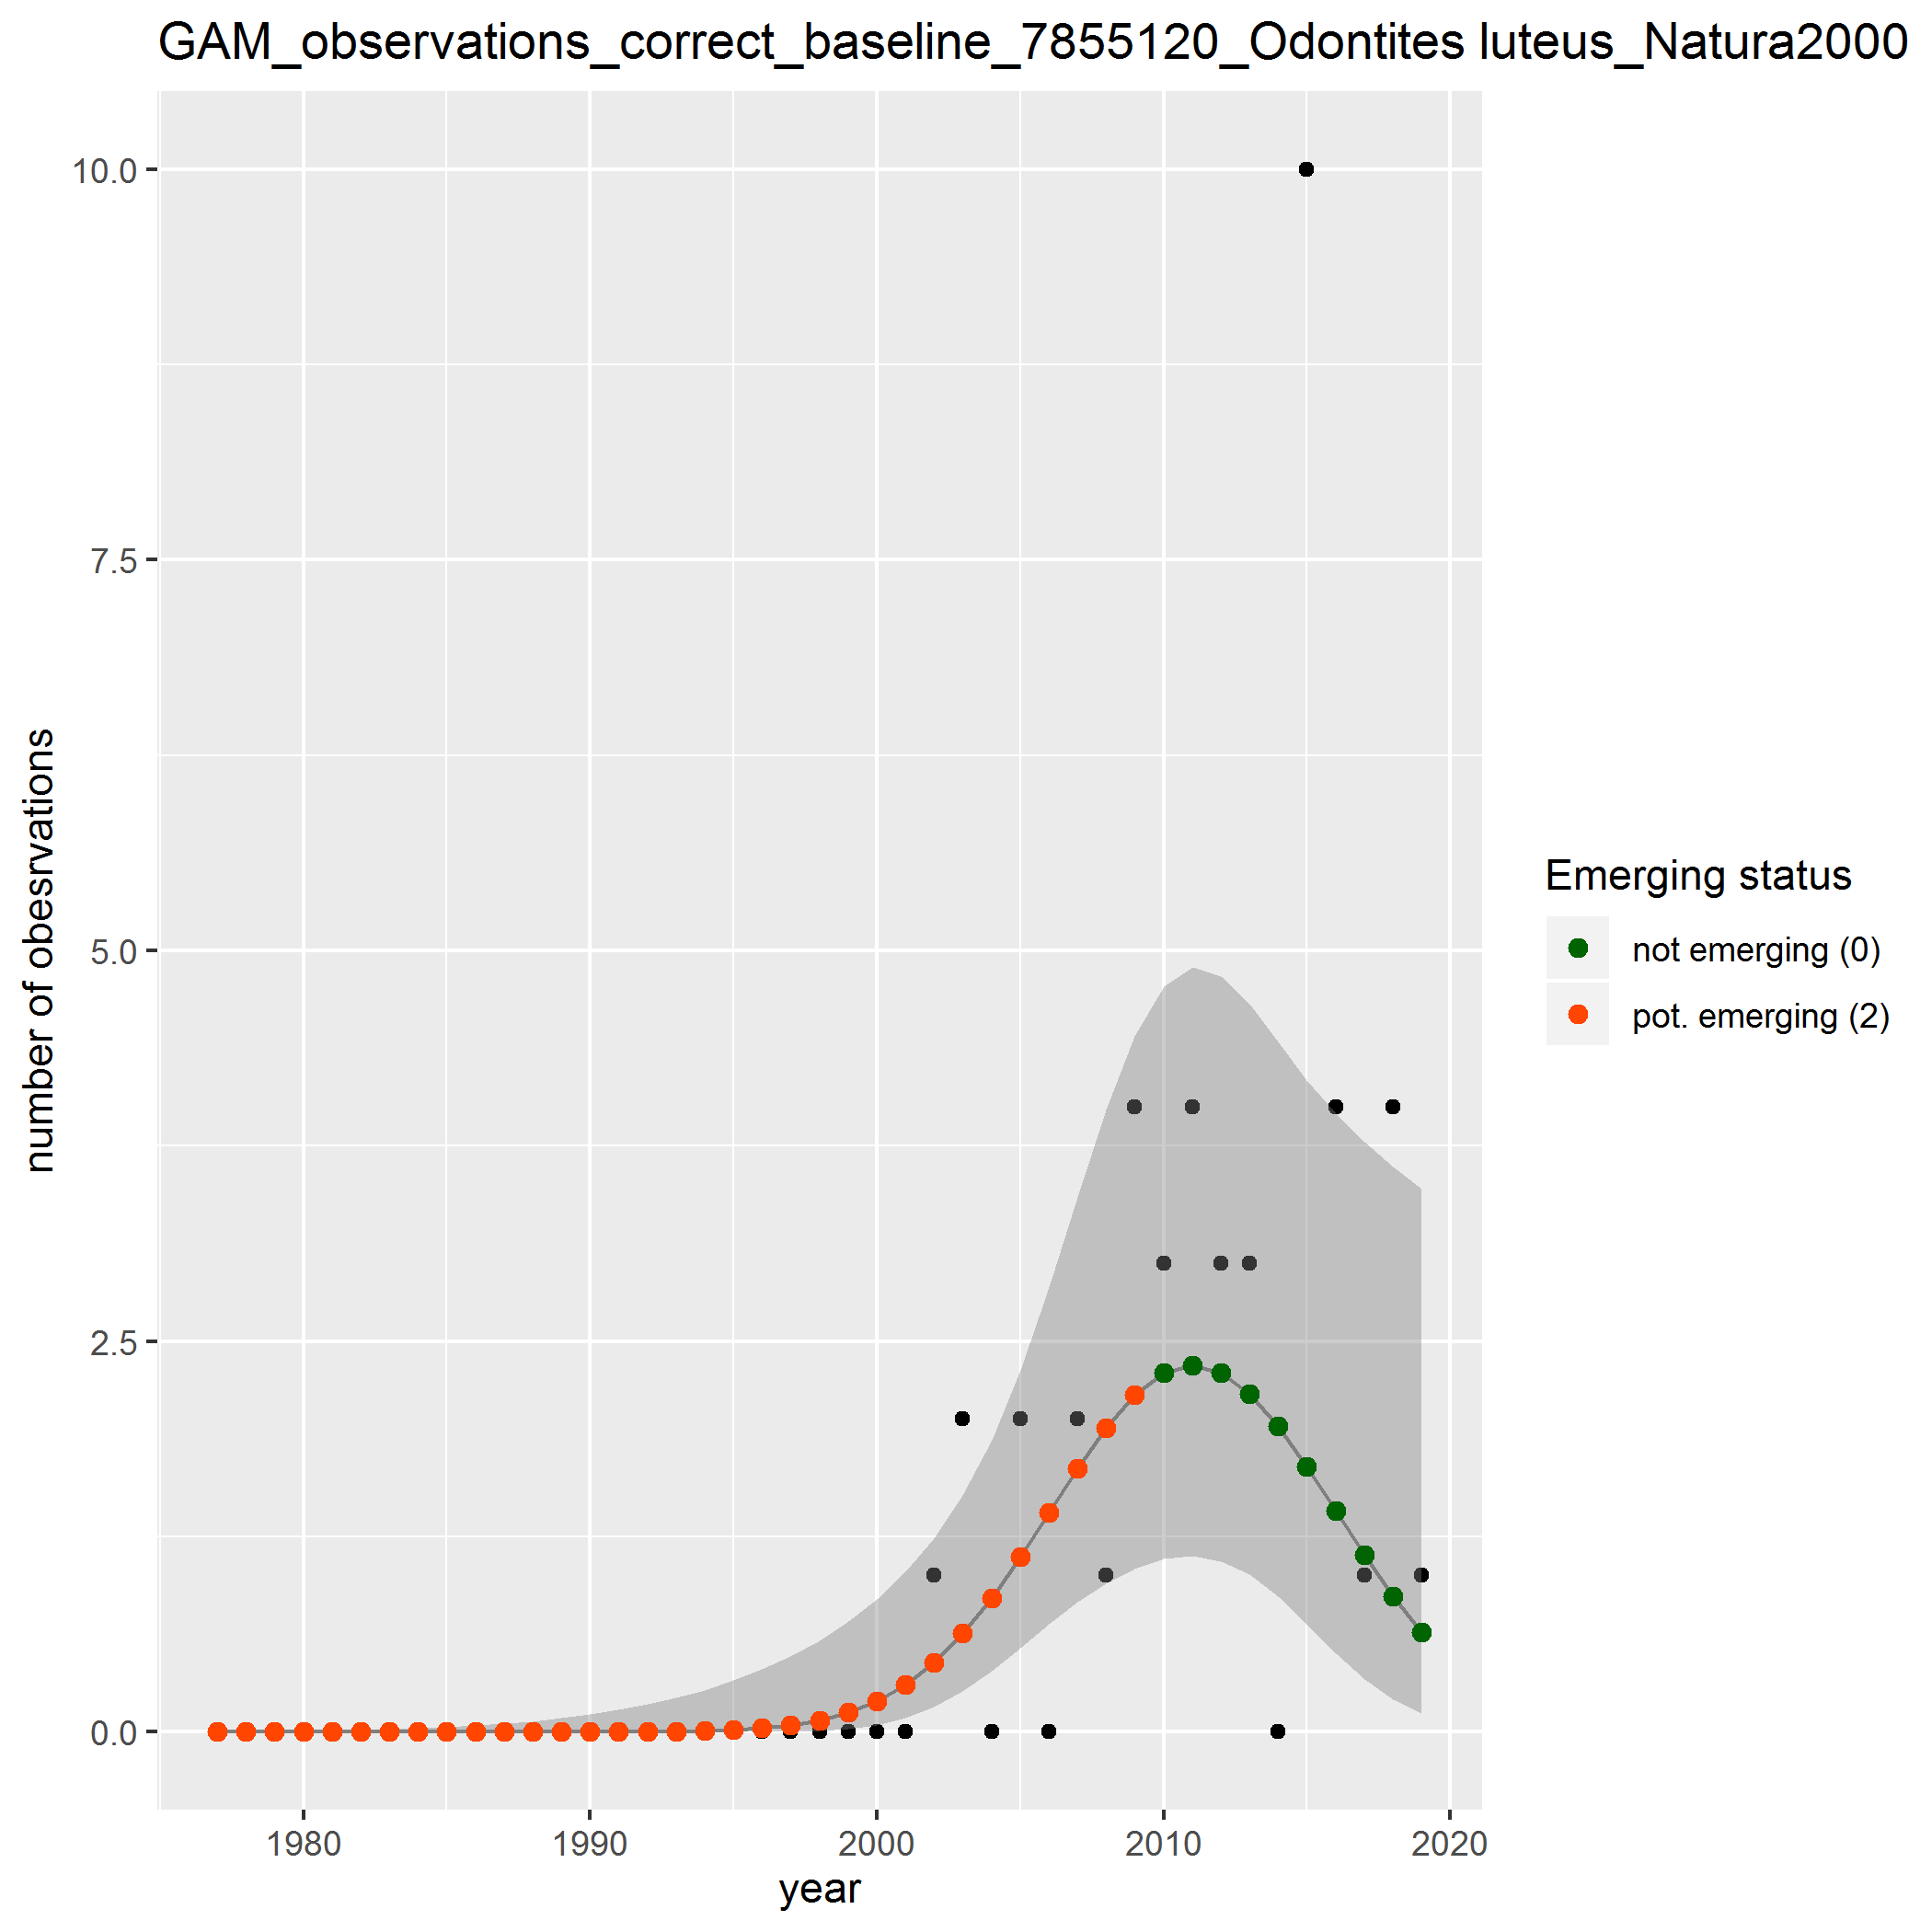 GAM_observations_correct_baseline_7855120_Odontites luteus_Natura2000
10.0
7.5
5.0
2.5
0.0
number of obesrvations
1980
1990
2000
2010
2020
year
Emerging status
not emerging (0)
pot. emerging (2)